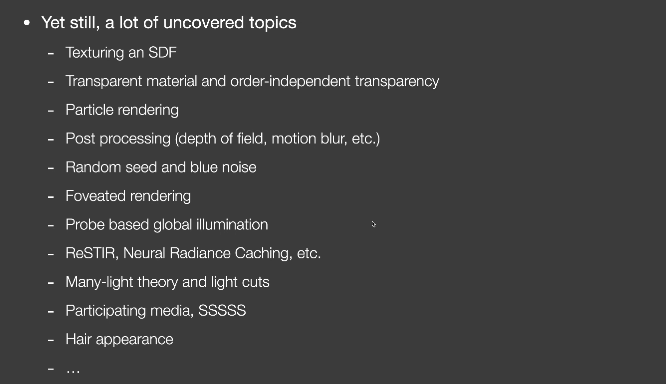 • Yet still, a lot of uncovered topics
- Texturing an SDF
- Transparent material and order-independent transparency
- Particle rendering
- Post processing (depth of field, motion blur, etc.)
- Random seed and blue noise
- Foveated rendering
- Probe based global illumination
- ReSTIR, Neural Radiance Caching, etc.
- Many-light theory and light cuts
- Participating media, SSSSS
- Hair appearance
- …